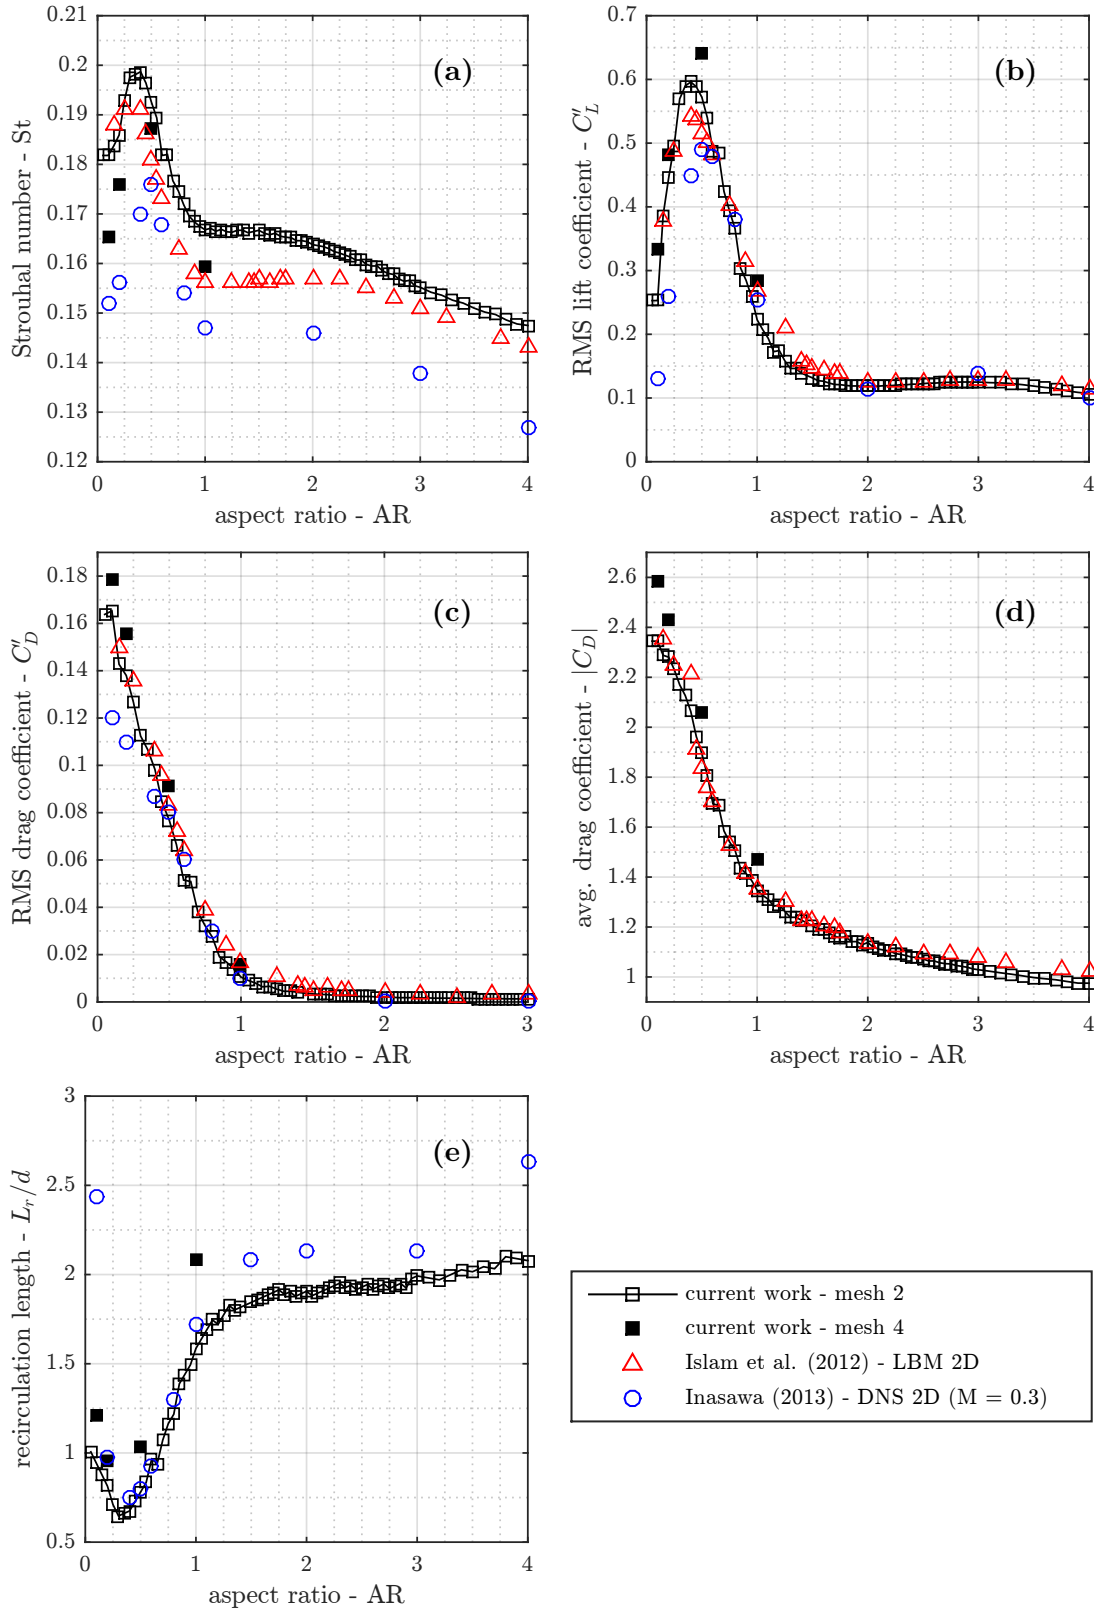 0.21
0.2
0.19
0.18
0.17
0.16
0.15
0.14
0.13
0.12
Strouhal number - St
(a)
0 1 2 3 4
aspect ratio - AR
0.7
0.6
0.5
0.4
0.3
0.2
0.1
0
RMS lift coefficient - C'_L
(b)
0 1 2 3 4
aspect ratio - AR
0.18
0.16
0.14
0.12
0.1
0.08
0.06
0.04
0.02
0
RMS drag coefficient - C'_D
(c)
0 1 2 3
aspect ratio - AR
2.6
2.4
2.2
2
1.8
1.6
1.4
1.2
1
avg. drag coefficient - |C_D|
(d)
0 1 2 3 4
aspect ratio - AR
3
2.5
2
1.5
1
0.5
recirculation length - L_r/d
(e)
0 1 2 3 4
aspect ratio - AR
current work - mesh 2
current work - mesh 4
Islam et al. (2012) - LBM 2D
Inasawa (2013) - DNS 2D (M = 0.3)